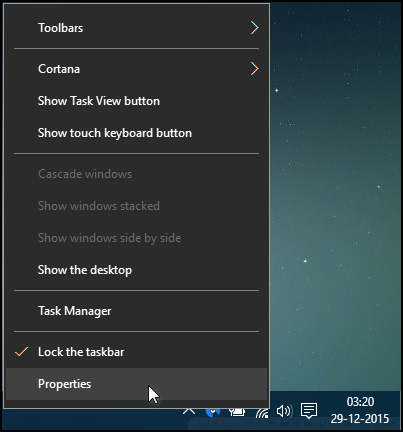 Toolbars
Cortana
Show Task View button
Show touch keyboard button
Cascade windows
Show windows stacked
Show windows side by side
Show the desktop
Task Manager
Lock the taskbar
Properties
03:20
29-12-2015